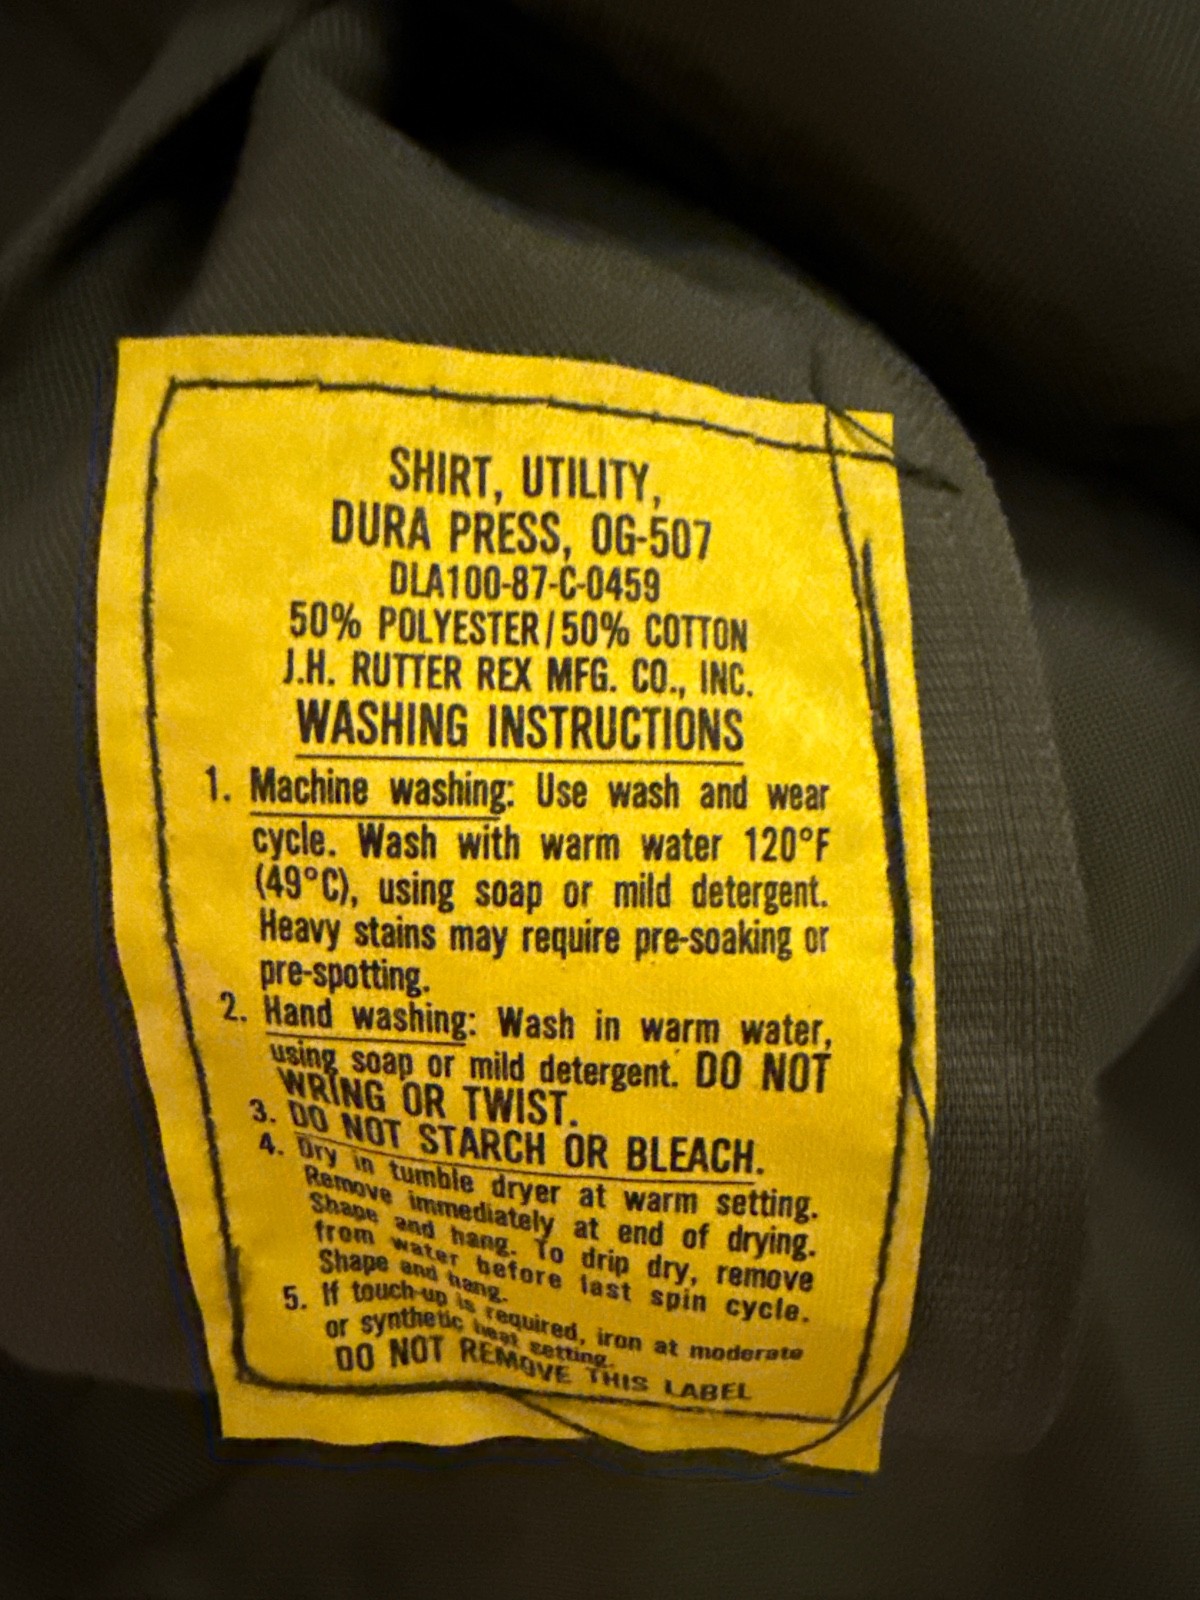 SHIRT, UTILITY,
DURA PRESS, OG-507
DLA100-87-C-0459
50% POLYESTER/50% COTTON
J.H. RUTTER REX MFG. CO., INC.
WASHING INSTRUCTIONS
1. Machine washing: Use wash and wear
cycle. Wash with warm water 120°F
(49°C), using soap or mild detergent.
Heavy stains may require pre-soaking or
pre-spotting.
2. Hand washing: Wash in warm water,
using soap or mild detergent. DO NOT
WRING OR TWIST.
3. DO NOT STARCH OR BLEACH.
4. Dry in tumble dryer at warm setting.
Remove immediately at end of drying.
Shape and hang. To drip dry, remove
from water before last spin cycle.
Shape and hang.
5. If touch-up is required, iron at moderate
or synthetic heat setting.
DO NOT REMOVE THIS LABEL